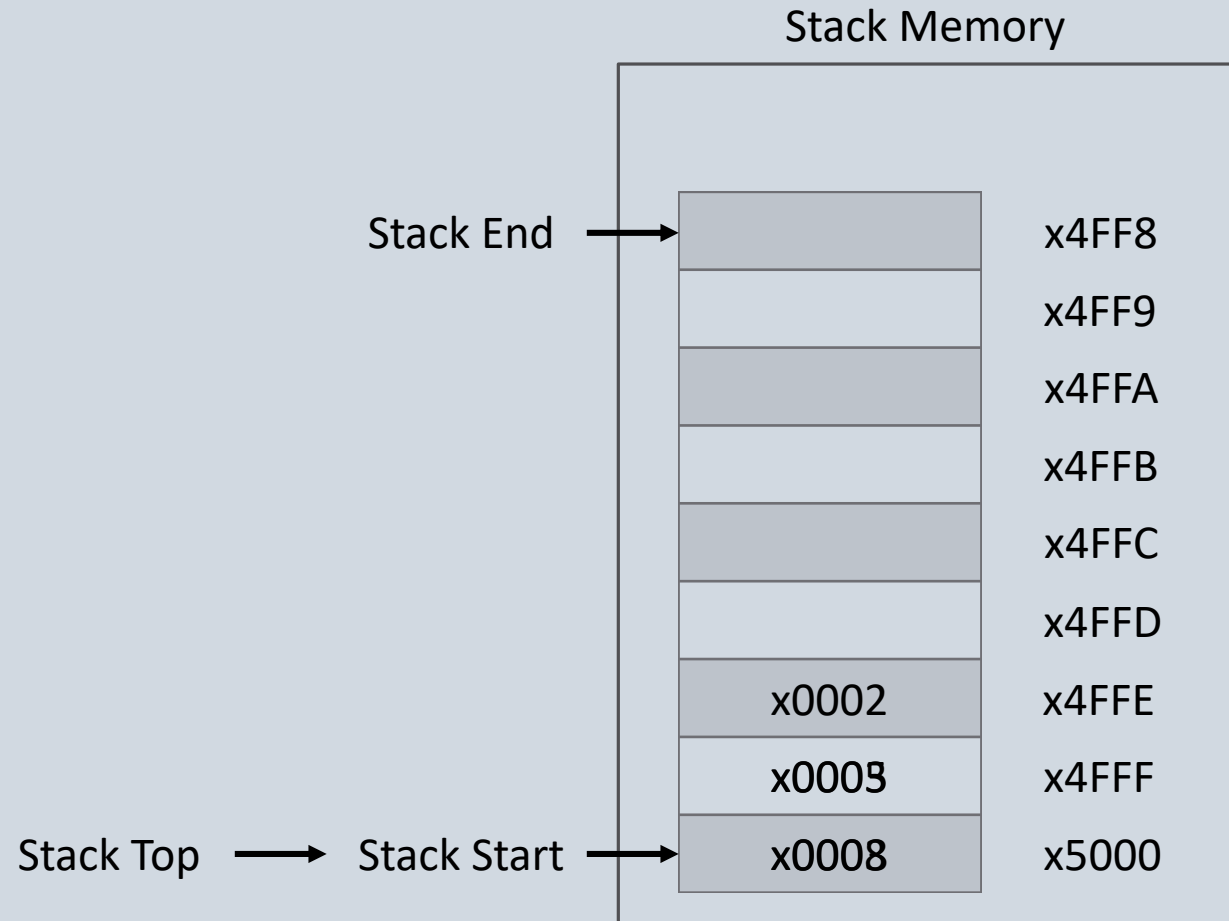 Stack Memory
Stack End x4FF8
x4FF9
x4FFA
x4FFB
x4FFC
x4FFD
x0002 x4FFE
x4FFF
Stack Top Stack Start x0008 x5000